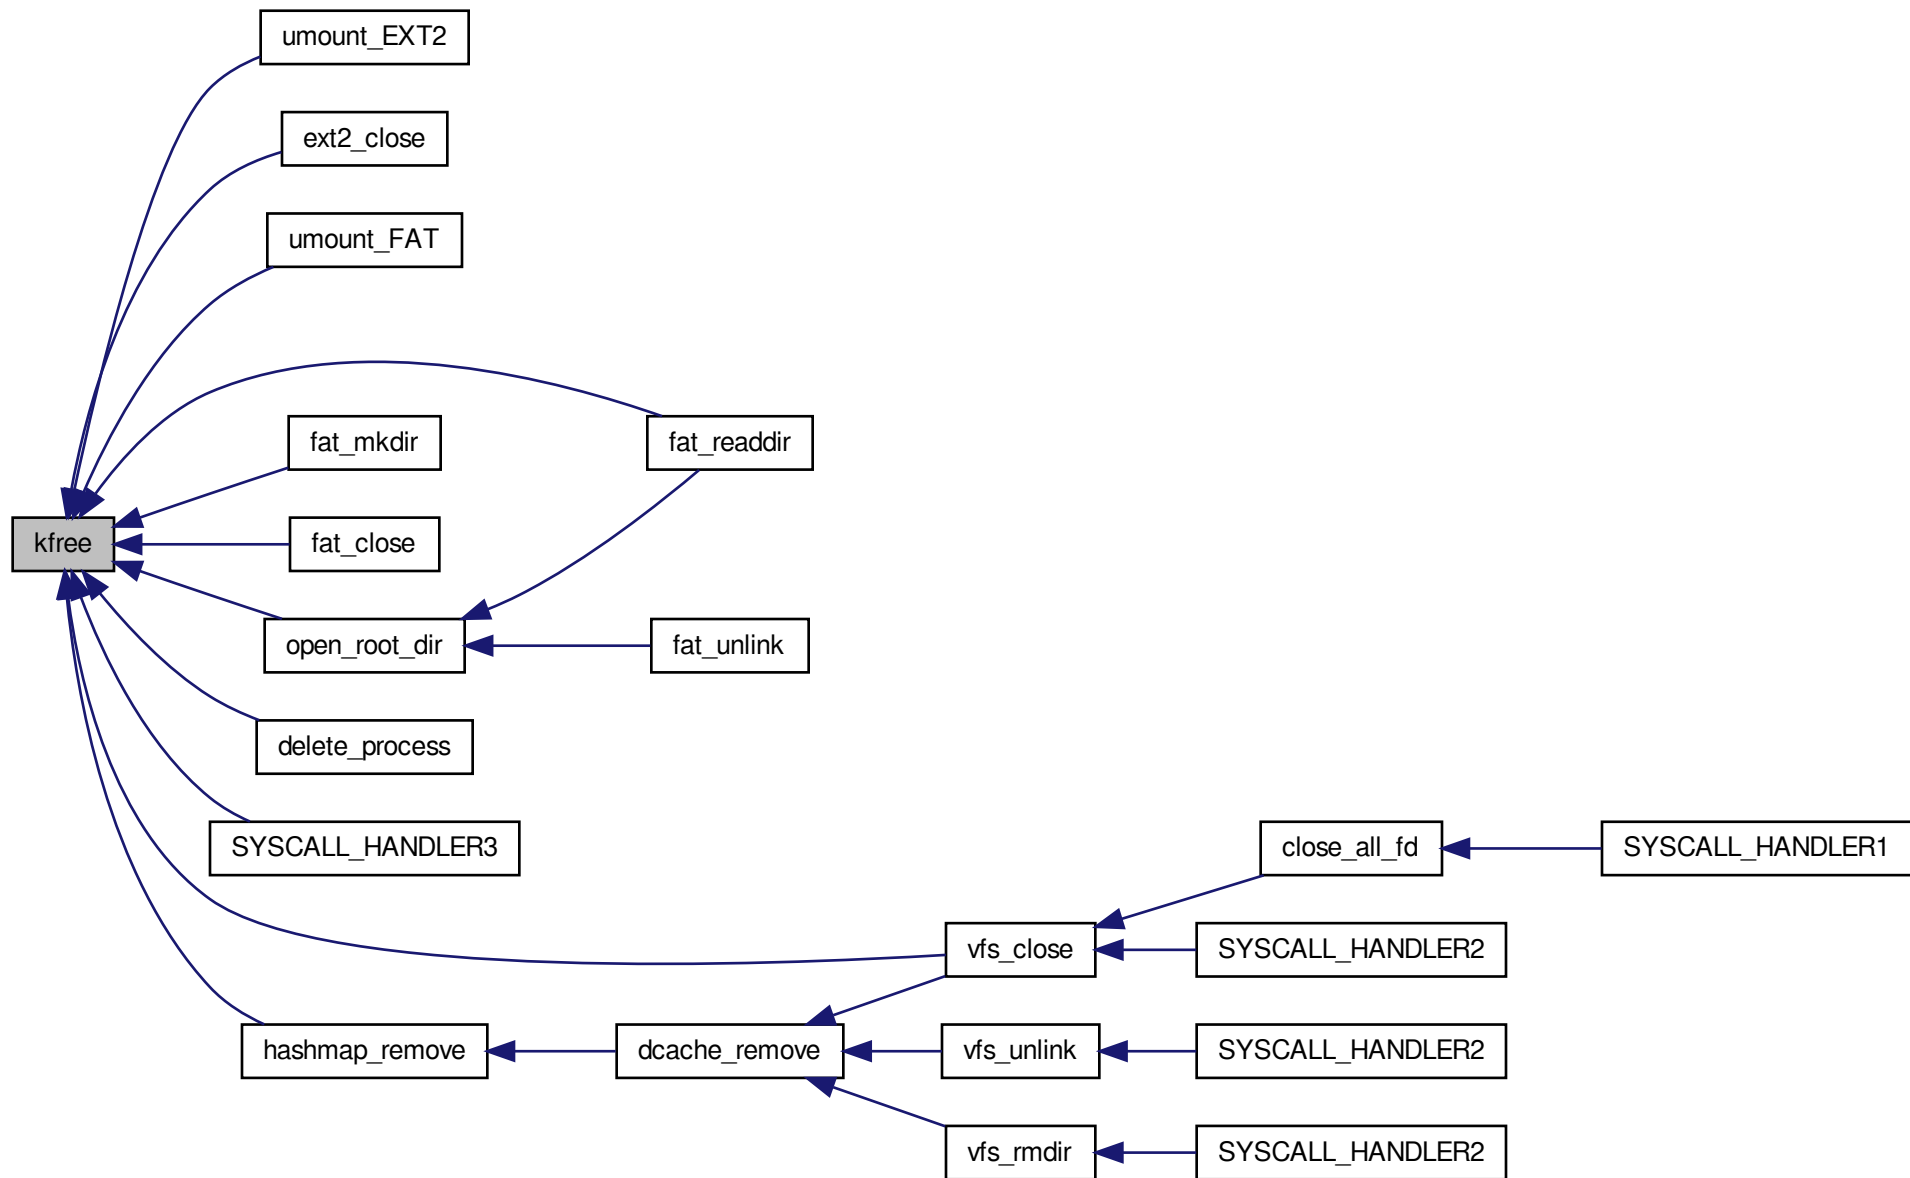 umount_EXT2
ext2_close
umount_FAT
fat_mkdir
fat_readdir
kfree
fat_close
open_root_dir
fat_unlink
delete_process
SYSCALL_HANDLER3
close_all_fd
SYSCALL_HANDLER1
vfs_close
SYSCALL_HANDLER2
hashmap_remove
dcache_remove
vfs_unlink
SYSCALL_HANDLER2
vfs_rmdir
SYSCALL_HANDLER2